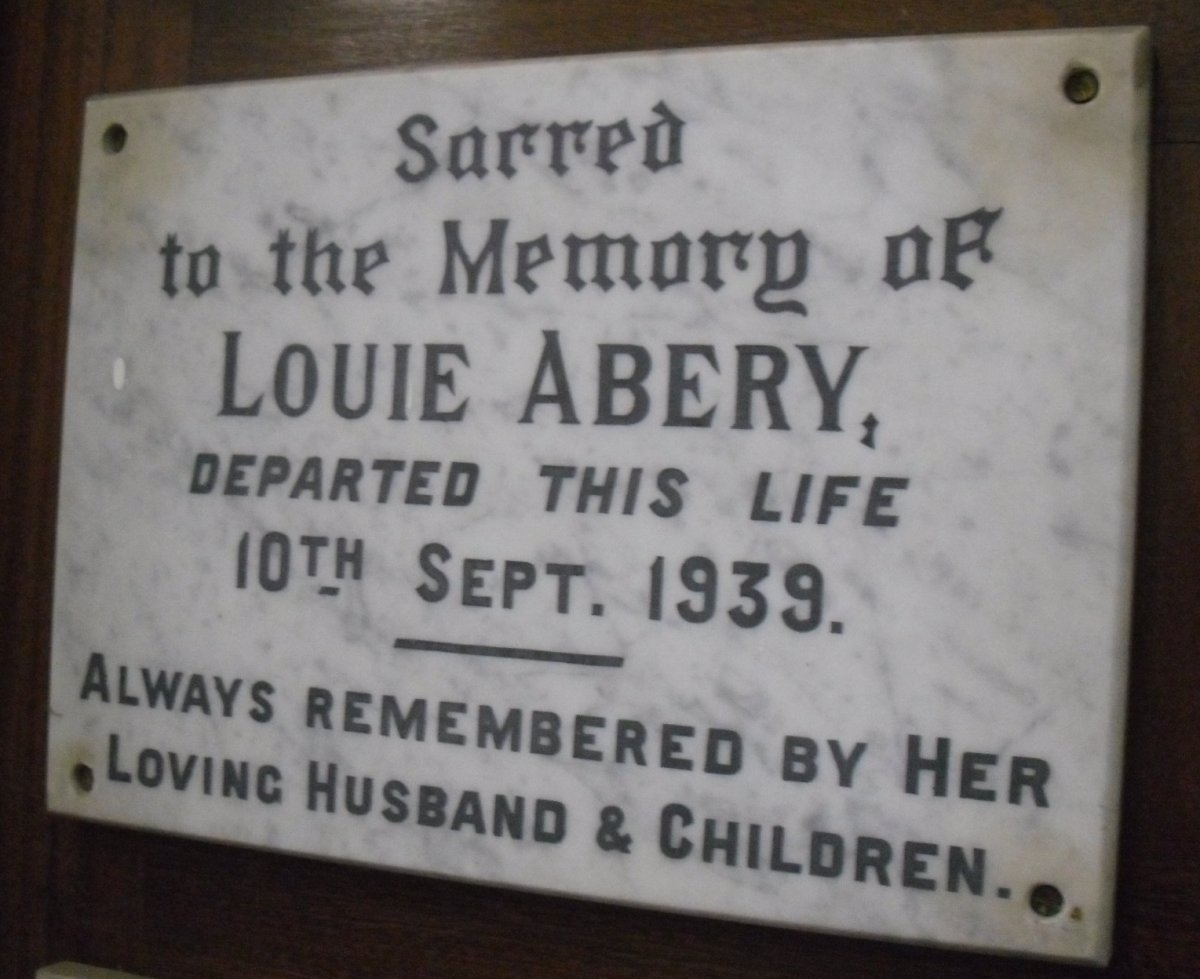 Sacred
to the Memory of
LOUIE ABERY,
DEPARTED THIS LIFE
10TH SEPT. 1939.
ALWAYS REMEMBERED BY HER
LOVING HUSBAND & CHILDREN.